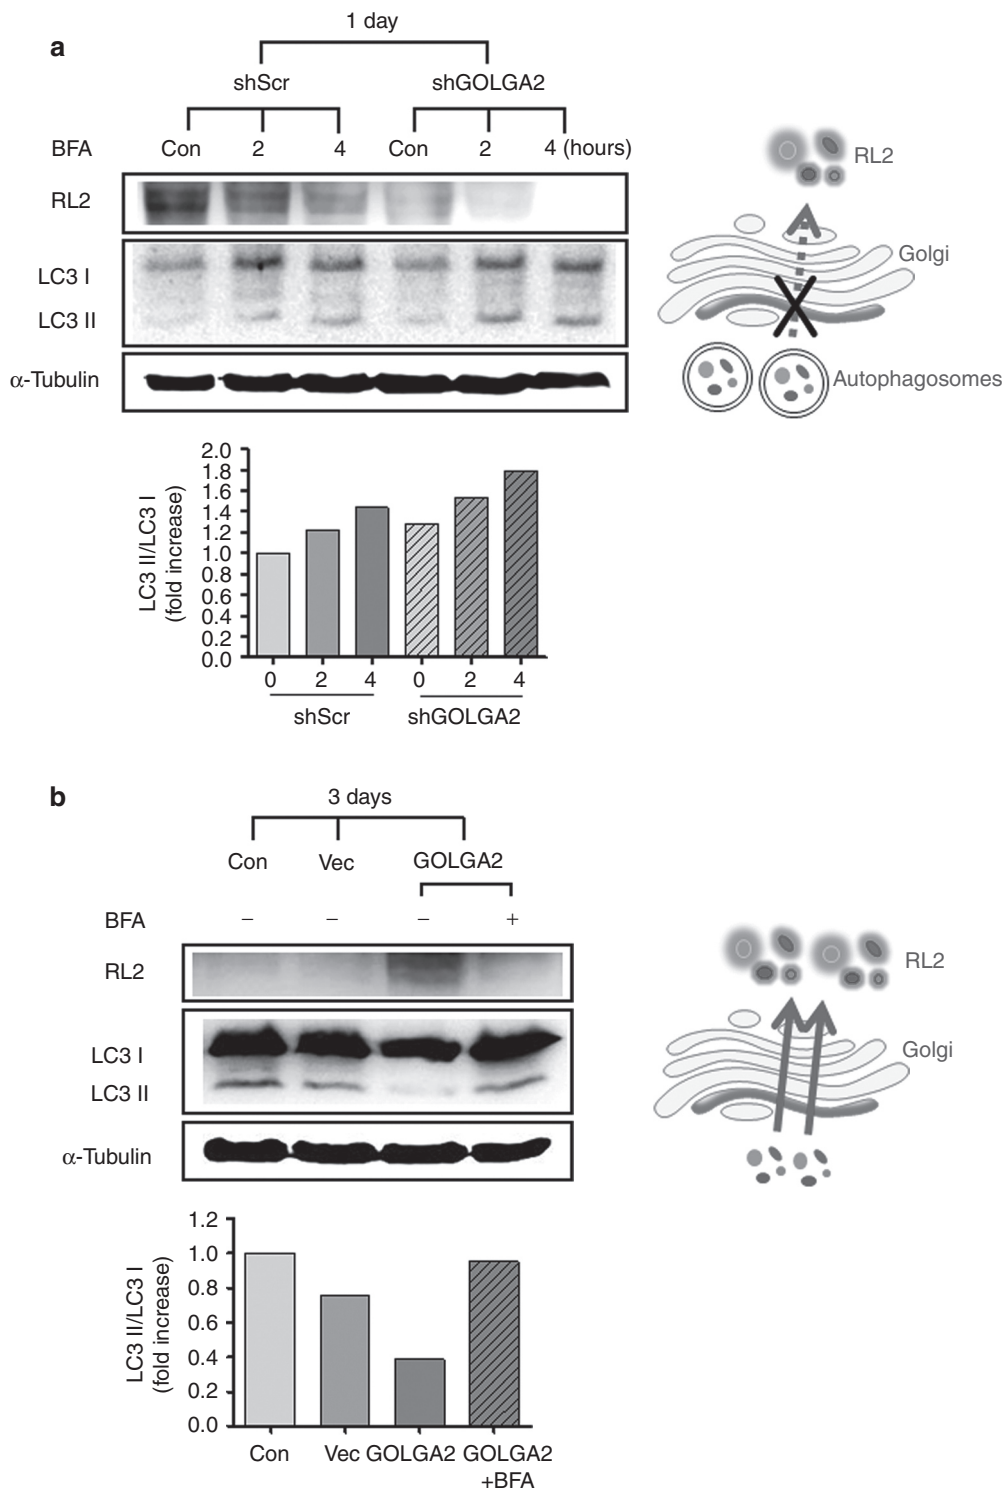 a
1 day
shScr shGOLGA2
BFA Con 2 4 Con 2 4 (hours)
RL2
LC3 I
LC3 II
α-Tubulin
RL2
Golgi
Autophagosomes
LC3 II/LC3 I
(fold increase)
2.0
1.8
1.6
1.4
1.2
1.0
0.8
0.6
0.4
0.2
0.0
0 2 4 0 2 4
shScr shGOLGA2
b
3 days
Con Vec GOLGA2
BFA – – – +
RL2
LC3 I
LC3 II
α-Tubulin
RL2
Golgi
LC3 II/LC3 I
(fold increase)
1.2
1.0
0.8
0.6
0.4
0.2
0.0
Con Vec GOLGA2 GOLGA2
+BFA